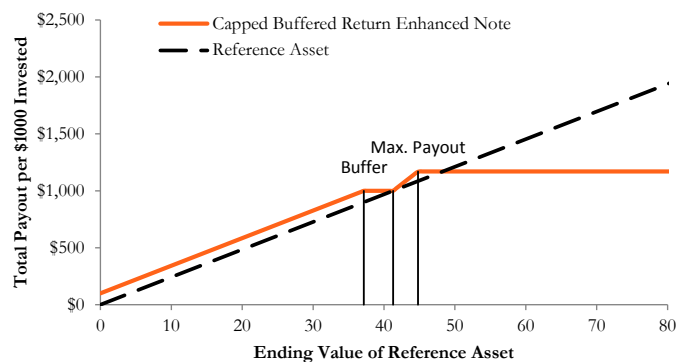 Capped Buffered Return Enhanced Note
Reference Asset
Total Payout per $1000 Invested
$2,500
$2,000
$1,500
$1,000
$500
$0
Max. Payout
Buffer
0 10 20 30 40 50 60 70 80
Ending Value of Reference Asset